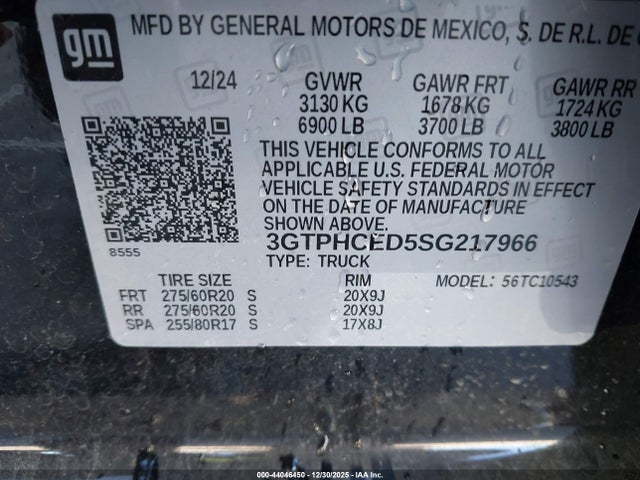 gm
MFD BY GENERAL MOTORS DE MEXICO, S. DE R.L. DE
12/24 GVWR GAWR FRT GAWR RR
3130 KG 1678 KG 1724 KG
6900 LB 3700 LB 3800 LB
THIS VEHICLE CONFORMS TO ALL
APPLICABLE U.S. FEDERAL MOTOR
VEHICLE SAFETY STANDARDS IN EFFECT
ON THE DATE OF MANUFACTURE
SHOWN ABOVE.
8555
3GTPHCED5SG217966
TYPE: TRUCK
TIRE SIZE RIM MODEL: 56TC10543
FRT 275/60R20 S 20X9J
RR 275/60R20 S 20X9J
SPA 255/80R17 S 17X8J
000-44046450 - 12/30/2025 - IAA Inc.